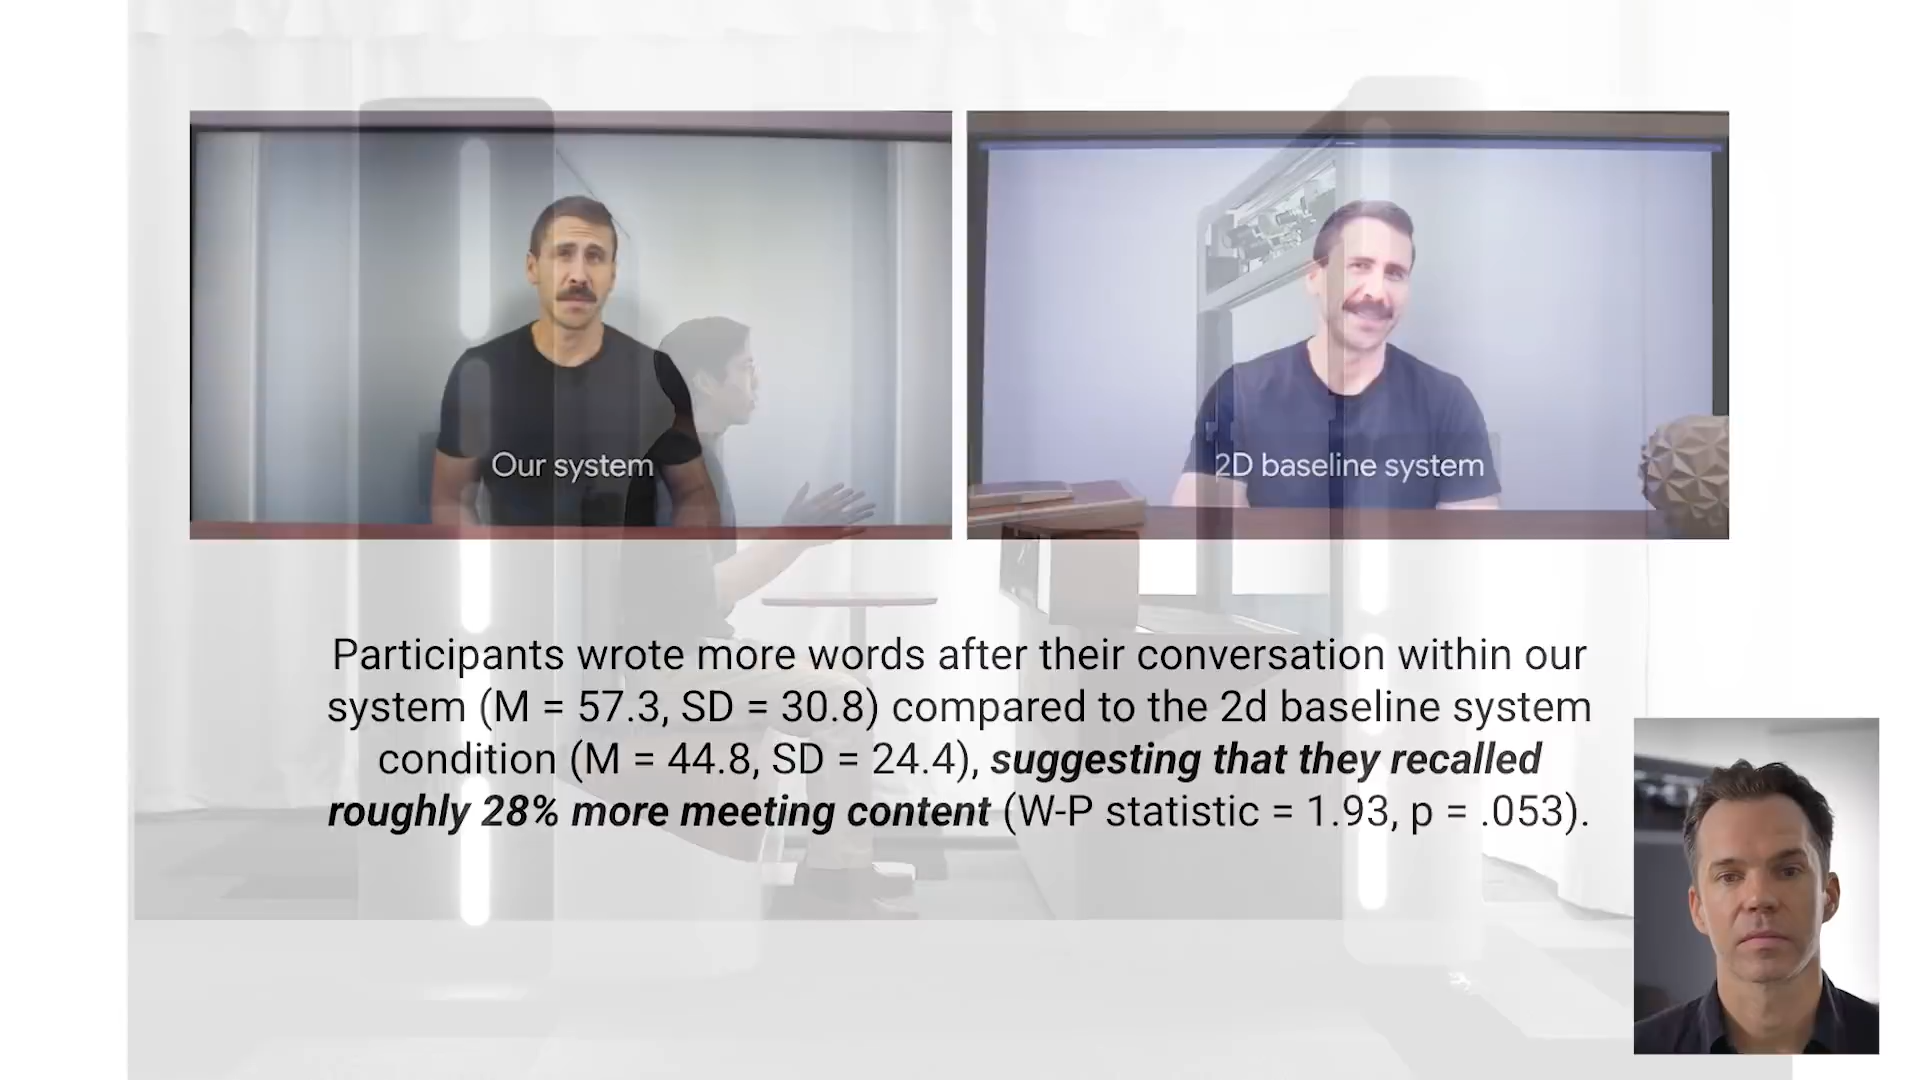 Our system
2D baseline system
Participants wrote more words after their conversation within our
system (M = 57.3, SD = 30.8) compared to the 2d baseline system
condition (M = 44.8, SD = 24.4), suggesting that they recalled
roughly 28% more meeting content (W-P statistic = 1.93, p = .053).